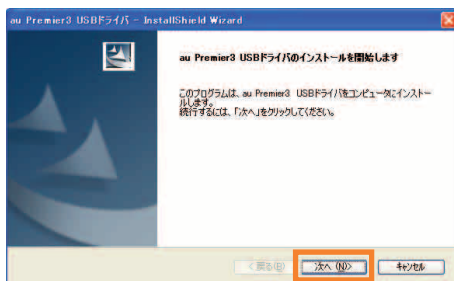 au Premier3 USBドライバ - InstallShield Wizard
au Premier3 USBドライバのインストールを開始します
このプログラムは、au Premier3 USBドライバをコンピュータにインストー
ルします。
続行するには、「次へ」をクリックしてください。
< 戻る(B)
次へ (N)>
キャンセル